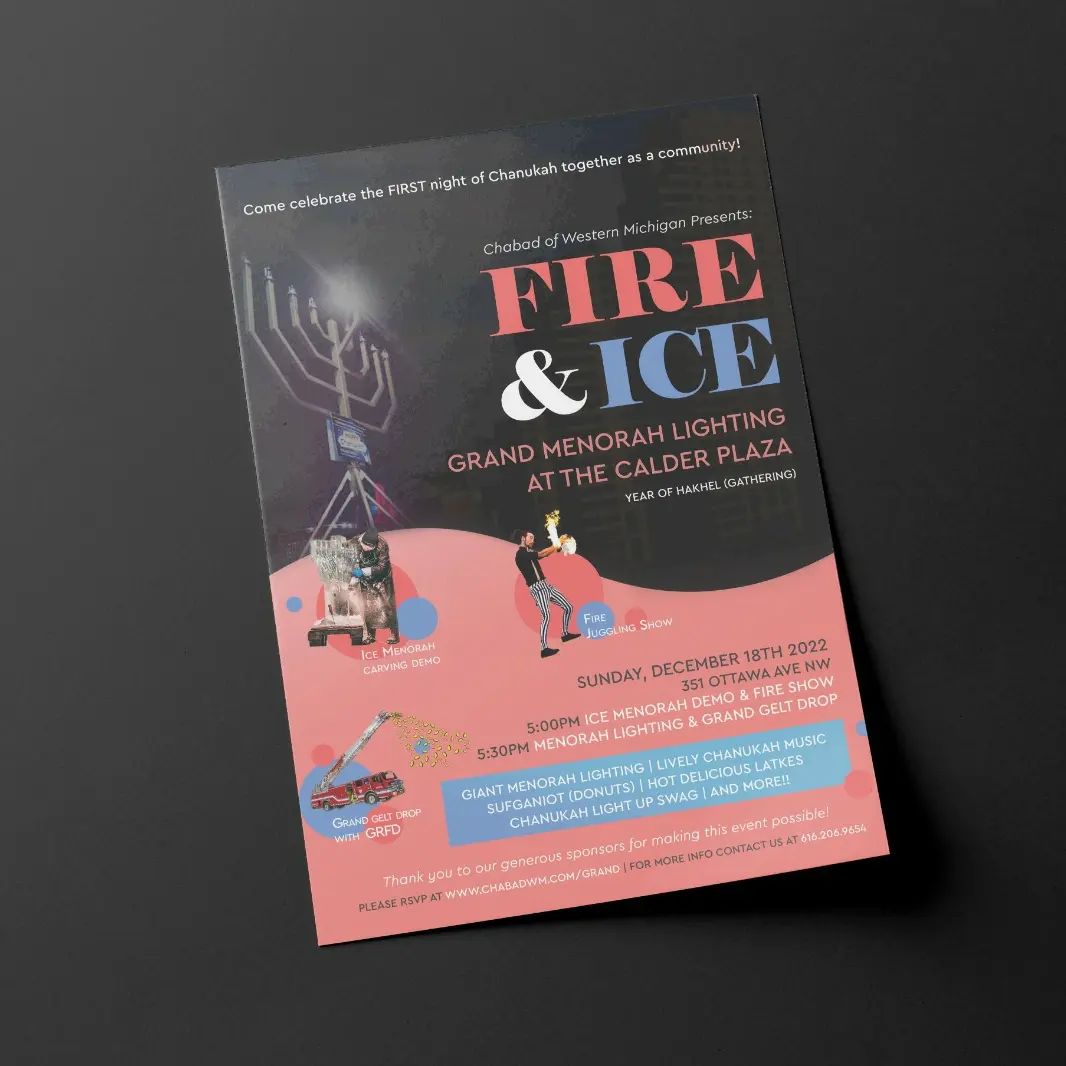 Come celebrate the FIRST night of Chanukah together as a community!
Chabad of Western Michigan Presents:
FIRE
& ICE
GRAND MENORAH LIGHTING
AT THE CALDER PLAZA
YEAR OF HAKHEL (GATHERING)
ICE MENORAH
CARVING DEMO
FIRE
JUGGLING SHOW
SUNDAY, DECEMBER 18TH 2022
351 OTTAWA AVE NW
5:00PM ICE MENORAH DEMO & FIRE SHOW
5:30PM MENORAH LIGHTING & GRAND GELT DROP
GRAND GELT DROP
WITH GRFD
GIANT MENORAH LIGHTING | LIVELY CHANUKAH MUSIC
SUFGANIOT (DONUTS) | HOT DELICIOUS LATKES
CHANUKAH LIGHT UP SWAG | AND MORE!!
Thank you to our generous sponsors for making this event possible!
PLEASE RSVP AT WWW.CHABADWM.COM/GRAND | FOR MORE INFO CONTACT US AT 616.206.9654